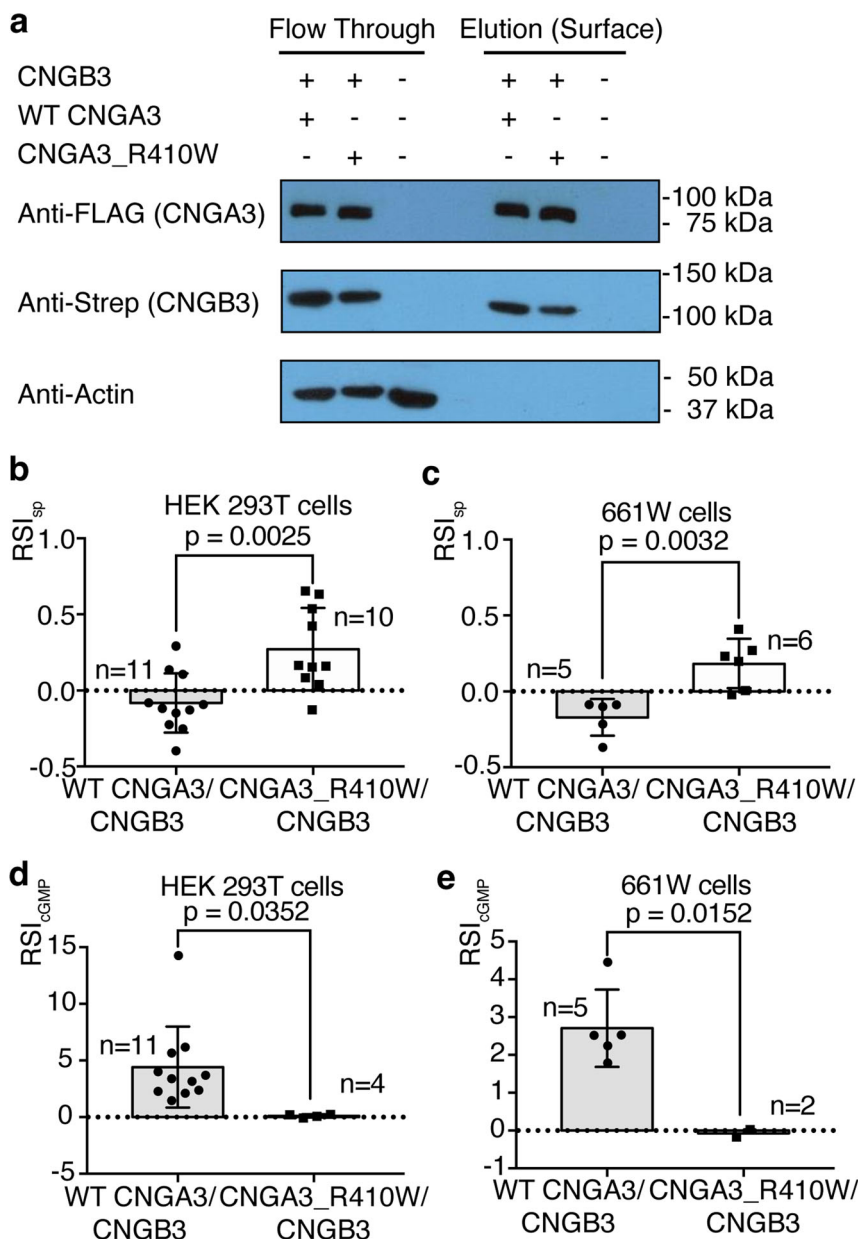 a
Flow Through Elution (Surface)
CNGB3 + + - + + -
WT CNGA3 + - - + - -
CNGA3_R410W - + - - + -
Anti-FLAG (CNGA3)
-100 kDa
- 75 kDa
Anti-Strep (CNGB3)
-150 kDa
-100 kDa
Anti-Actin
- 50 kDa
- 37 kDa
b
HEK 293T cells
p = 0.0025
RSIsp
1.0
0.5
0.0
-0.5
n=11
n=10
WT CNGA3/ CNGA3_R410W/
CNGB3 CNGB3
c
661W cells
p = 0.0032
RSIsp
1.0
0.5
0.0
-0.5
n=5
n=6
WT CNGA3/ CNGA3_R410W/
CNGB3 CNGB3
d
HEK 293T cells
p = 0.0352
RSIcGMP
15
10
5
0
-5
n=11
n=4
WT CNGA3/ CNGA3_R410W/
CNGB3 CNGB3
e
661W cells
p = 0.0152
RSIcGMP
5
4
3
2
1
0
-1
n=5
n=2
WT CNGA3/ CNGA3_R410W/
CNGB3 CNGB3